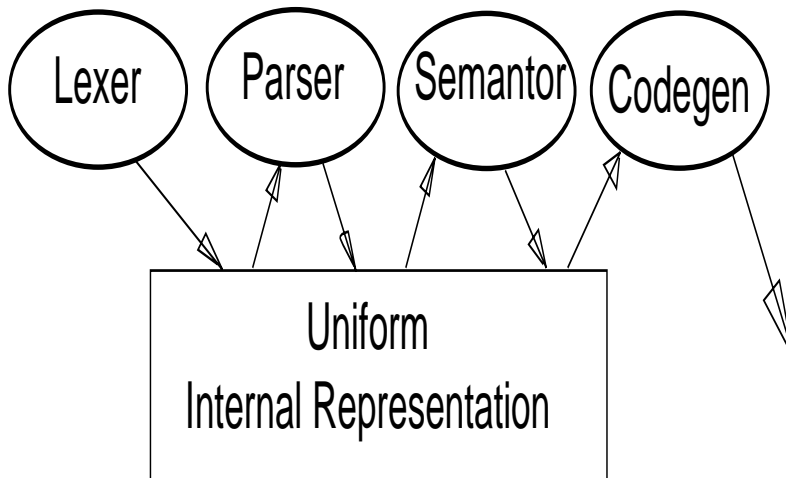 Lexer
Parser
Semantor
Codegen
Uniform
Internal Representation